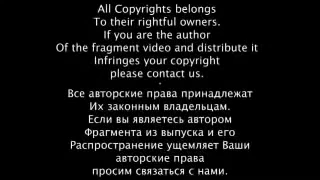 All Copyrights belongs
To their rightful owners.
If you are the author
Of the fragment video and distribute it
Infringes your copyright
please contact us.
Все авторские права принадлежат
Их законным владельцам.
Если вы являетесь автором
Фрагмента из выпуска и его
Распространение ущемляет Ваши
авторские права
просим связаться с нами.